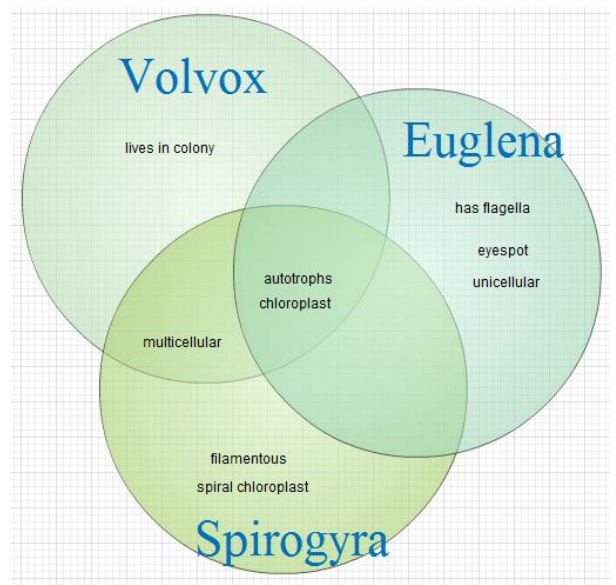 Volvox
lives in colony
Euglena
has flagella
eyespot
unicellular
autotrophs
chloroplast
multicellular
filamentous
spiral chloroplast
Spirogyra